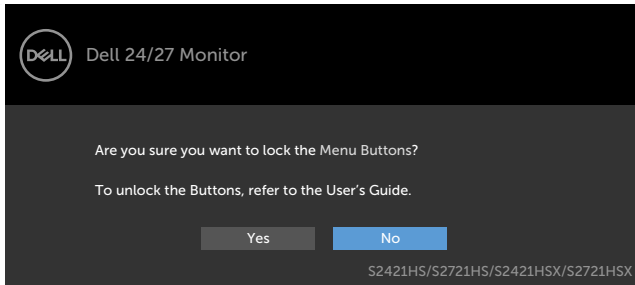 DELL
Dell 24/27 Monitor
Are you sure you want to lock the Menu Buttons?
To unlock the Buttons, refer to the User’s Guide.
Yes
No
S2421HS/S2721HS/S2421HSX/S2721HSX